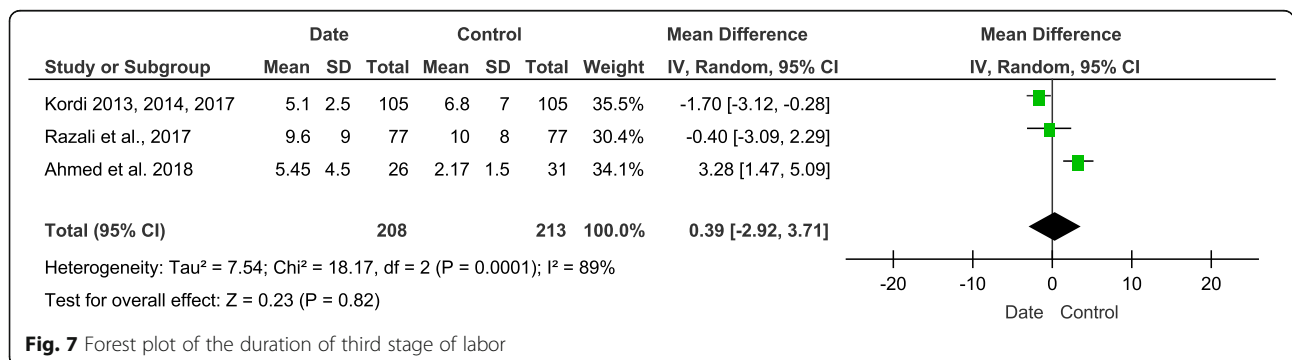 Date Control Mean Difference Mean Difference
Study or Subgroup Mean SD Total Mean SD Total Weight IV, Random, 95% CI IV, Random, 95% CI
Kordi 2013, 2014, 2017 5.1 2.5 105 6.8 7 105 35.5% -1.70 [-3.12, -0.28]
Razali et al., 2017 9.6 9 77 10 8 77 30.4% -0.40 [-3.09, 2.29]
Ahmed et al. 2018 5.45 4.5 26 2.17 1.5 31 34.1% 3.28 [1.47, 5.09]
Total (95% CI) 208 213 100.0% 0.39 [-2.92, 3.71]
Heterogeneity: Tau² = 7.54; Chi² = 18.17, df = 2 (P = 0.0001); I² = 89%
Test for overall effect: Z = 0.23 (P = 0.82)
-20 -10 0 10 20
Date Control
Fig. 7 Forest plot of the duration of third stage of labor